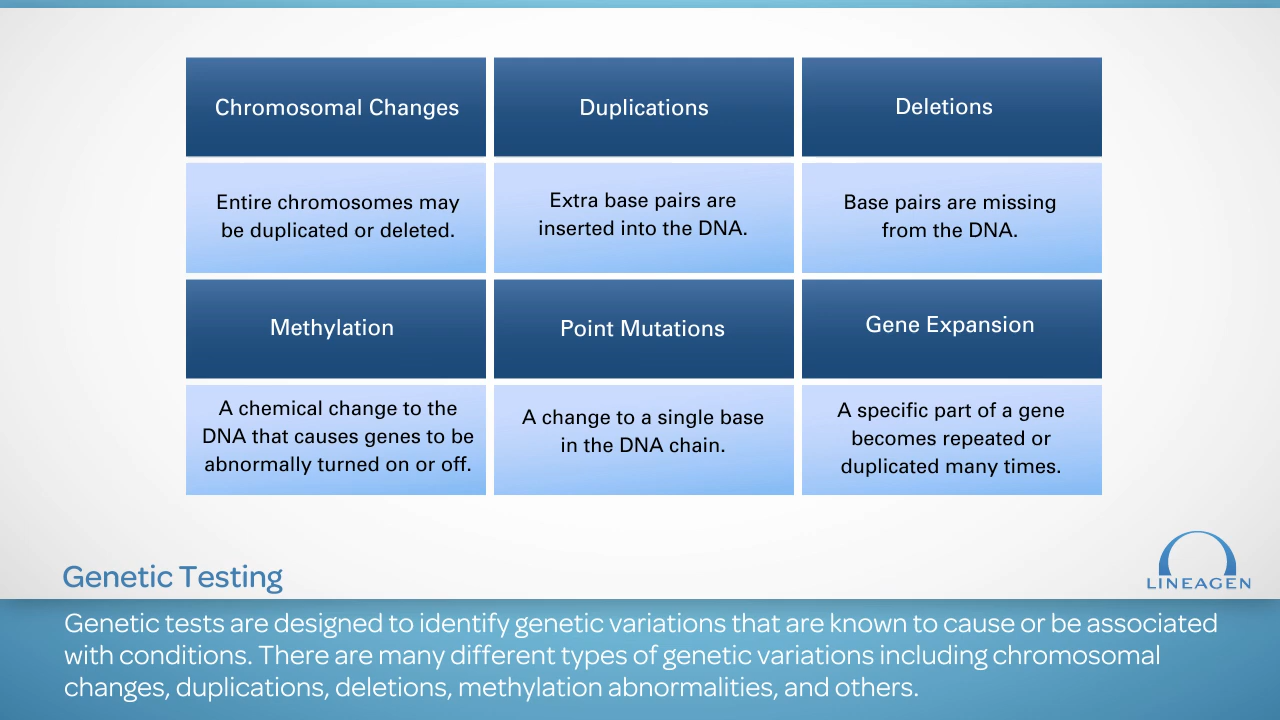 Chromosomal Changes
Duplications
Deletions
Entire chromosomes may
be duplicated or deleted.
Extra base pairs are
inserted into the DNA.
Base pairs are missing
from the DNA.
Methylation
Point Mutations
Gene Expansion
A chemical change to the
DNA that causes genes to be
abnormally turned on or off.
A change to a single base
in the DNA chain.
A specific part of a gene
becomes repeated or
duplicated many times.
Genetic Testing
LINEAGEN
Genetic tests are designed to identify genetic variations that are known to cause or be associated
with conditions. There are many different types of genetic variations including chromosomal
changes, duplications, deletions, methylation abnormalities, and others.